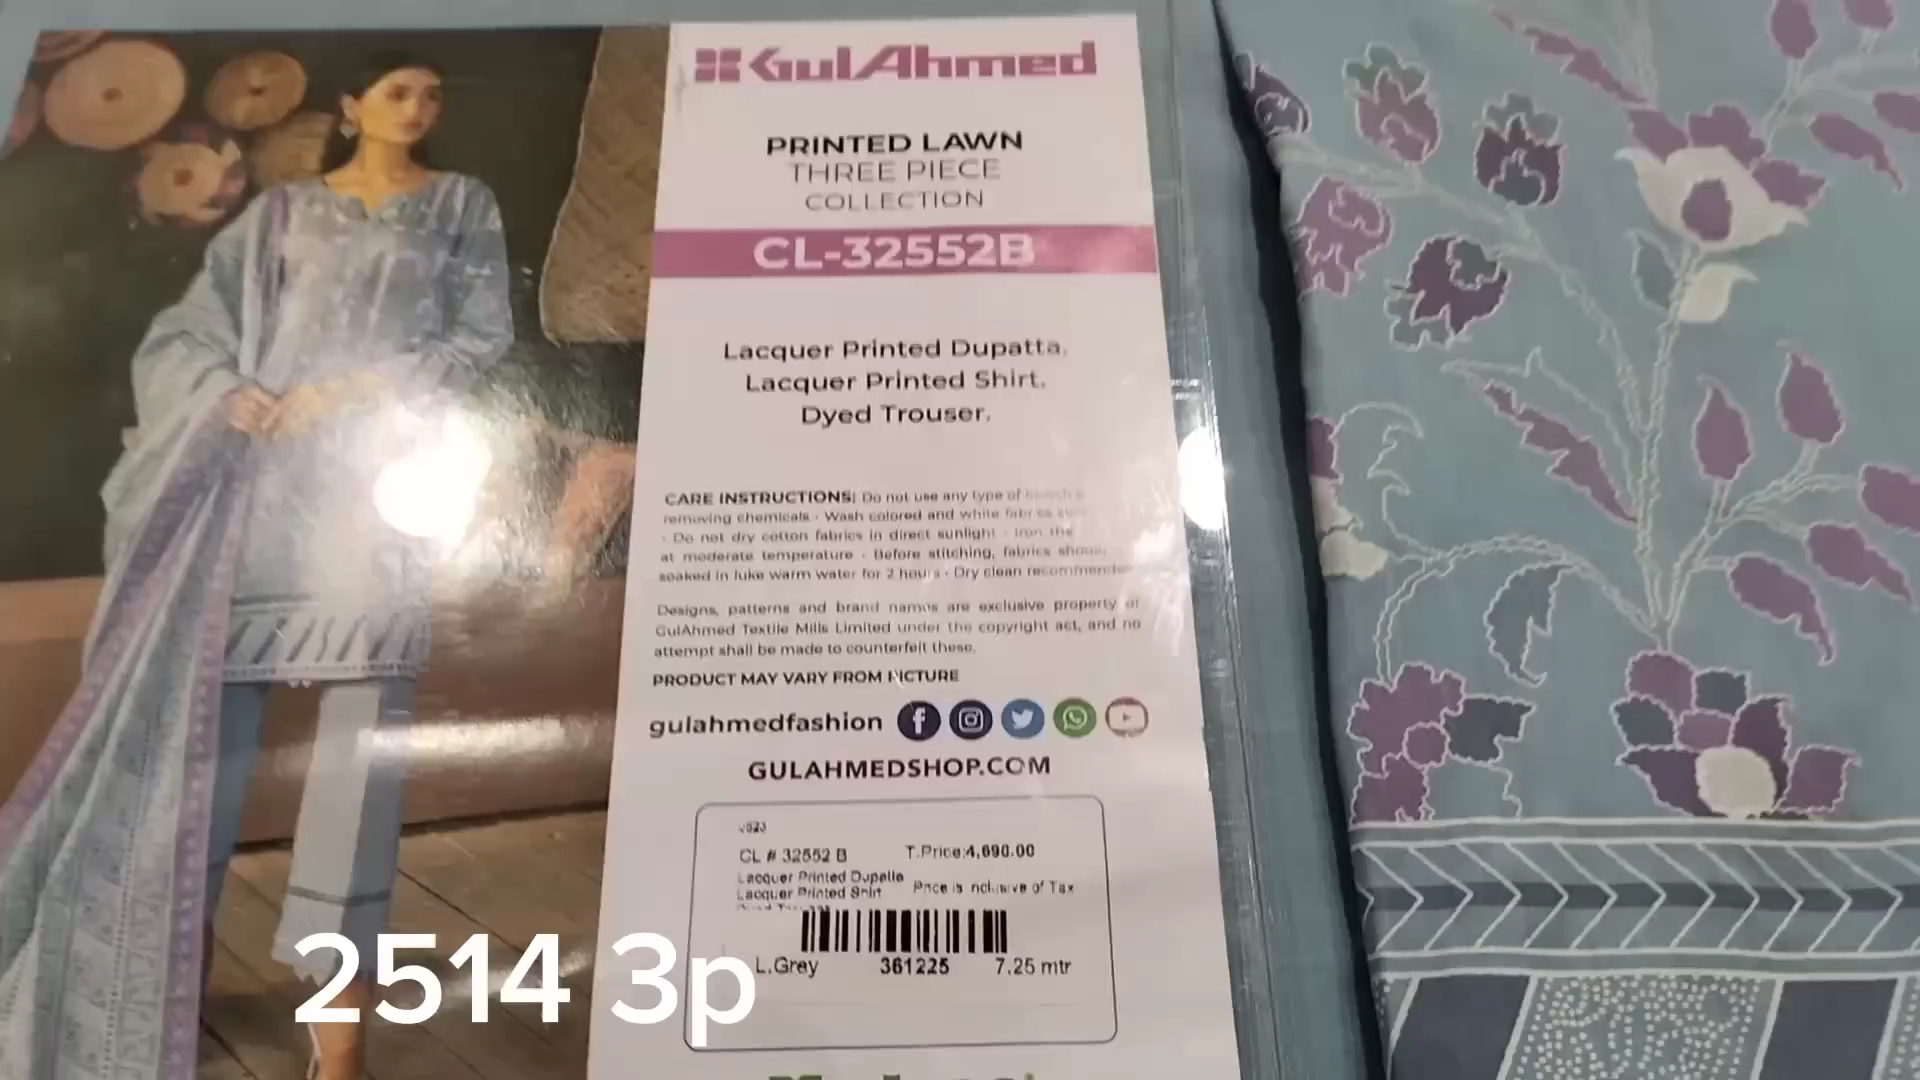 GulAhmed
PRINTED LAWN
THREE PIECE
COLLECTION
CL-32552B
Lacquer Printed Dupatta,
Lacquer Printed Shirt,
Dyed Trouser.
CARE INSTRUCTIONS: Do not use any type of
removing chemicals - Wash colored and white fabrics
- Do not dry cotton fabrics in direct sunlight - Iron the
at moderate temperature - Before stitching, fabrics
soaked in luke warm water for 2 hours - Dry clean recommended
Designs, patterns and brand names are exclusive property of
GulAhmed Textile Mills Limited under the copyright act, and no
attempt shall be made to counterfeit these.
PRODUCT MAY VARY FROM PICTURE
gulahmedfashion
GULAHMEDSHOP.COM
CL # 32552 B T.Price:4,690.00
Lacquer Printed Dupatta
Lacquer Printed Shirt Price is inclusive of Tax
L.Grey 361225 7.25 mtr
2514 3p